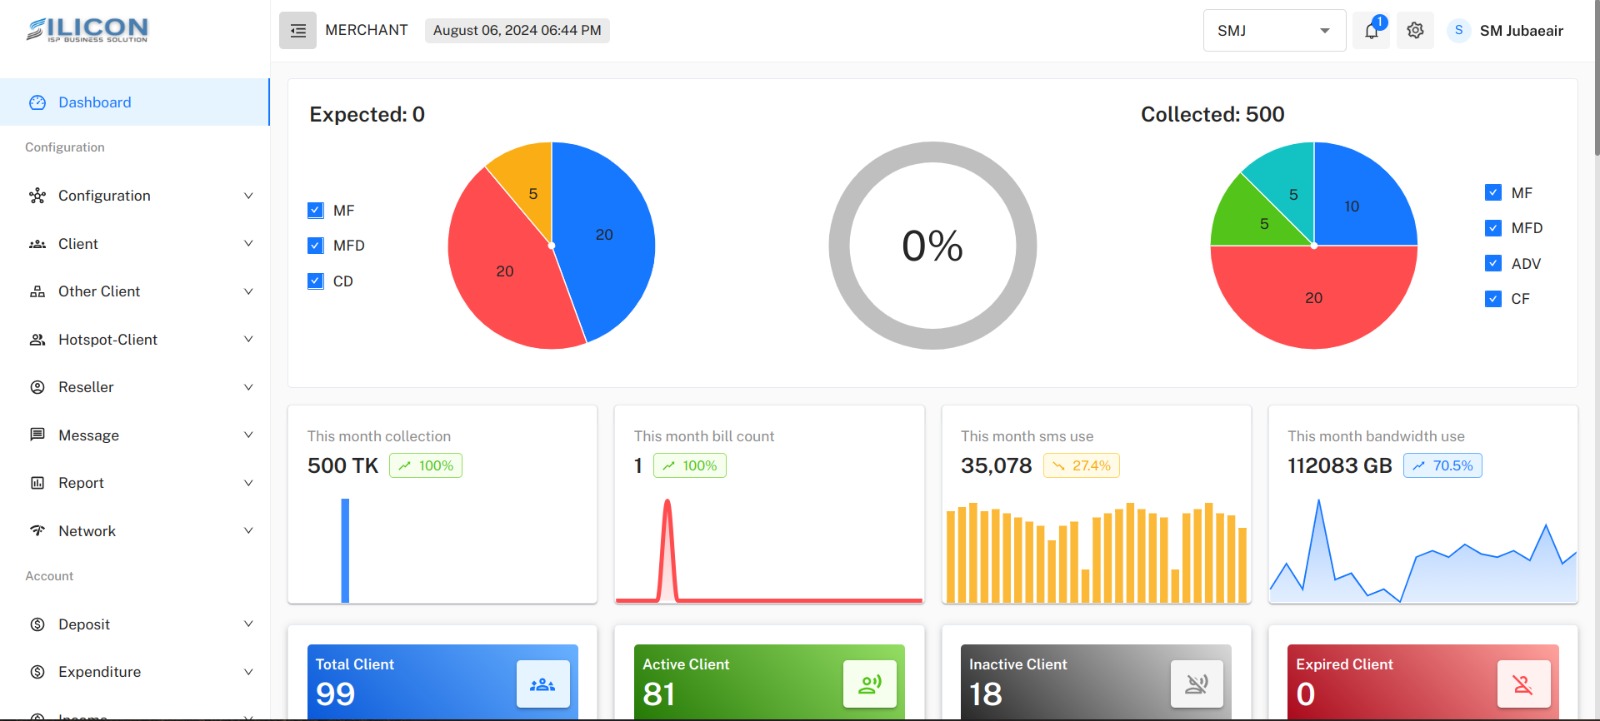 SILICON
ISP BUSINESS SOLUTION
MERCHANT
August 06, 2024 06:44 PM
SMJ
1
S
SM Jubaeair
Dashboard
Configuration
Configuration
Client
Other Client
Hotspot-Client
Reseller
Message
Report
Network
Account
Deposit
Expenditure
Income
Expected: 0
MF
MFD
CD
5
20
20
0%
Collected: 500
5
10
5
20
MF
MFD
ADV
CF
This month collection
500 TK 100%
This month bill count
1 100%
This month sms use
35,078 27.4%
This month bandwidth use
112083 GB 70.5%
Total Client
99
Active Client
81
Inactive Client
18
Expired Client
0